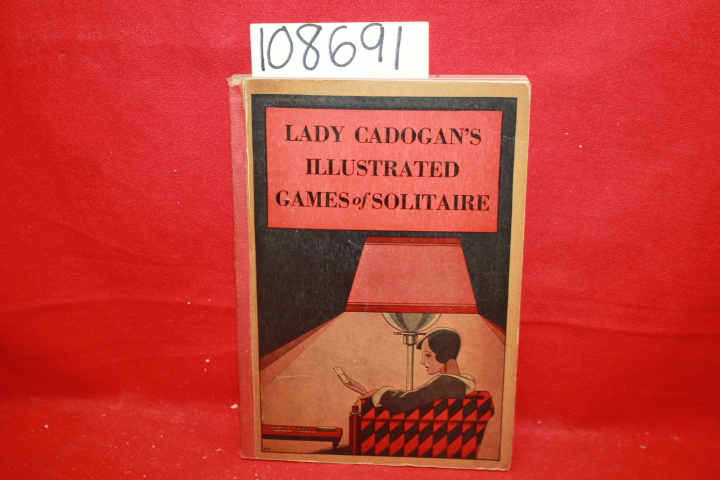 108691
LADY CADOGAN'S
ILLUSTRATED
GAMES of SOLITAIRE